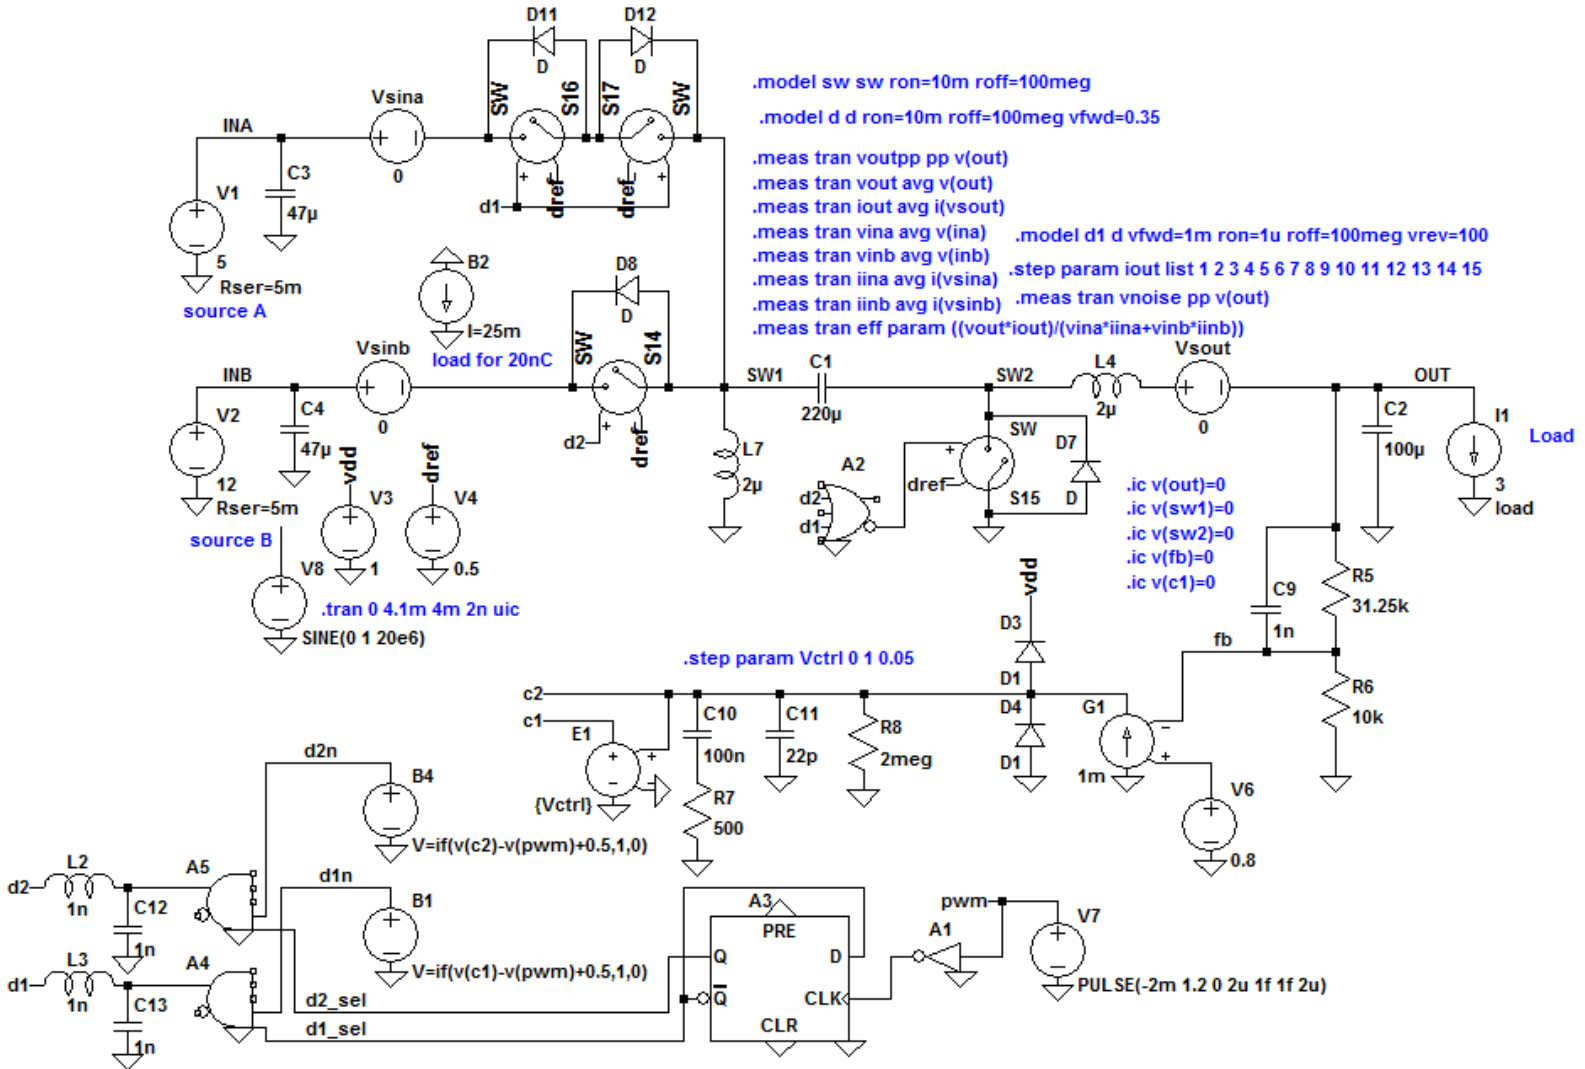 D11
D12
D
D
SW
S16
S17
SW
.model sw sw ron=10m roff=100meg
Vsina
.model d d ron=10m roff=100meg vfwd=0.35
INA
+
0
C3
47µ
.meas tran voutpp pp v(out)
V1
+
5
Rser=5m
source A
d1
+
dref
dref
+
.meas tran vout avg v(out)
.meas tran iout avg i(vsout)
.meas tran vina avg v(ina)
.model d1 d vfwd=1m ron=1u roff=100meg vrev=100
.meas tran vinb avg v(inb)
.step param iout list 1 2 3 4 5 6 7 8 9 10 11 12 13 14 15
.meas tran iina avg i(vsina)
.meas tran iinb avg i(vsinb)
.meas tran vnoise pp v(out)
.meas tran eff param ((vout*iout)/(vina*iina+vinb*iinb))
B2
I=25m
load for 20nC
D8
D
SW
S14
Vsinb
INB
+
0
C4
47µ
V2
+
12
Rser=5m
source B
d2
+
dref
SW1
C1
220µ
SW2
L4
2µ
Vsout
+
0
OUT
C2
100µ
I1
3
load
Load
L7
2µ
A2
d2
d1
+
dref
SW
S15
D7
D
vdd
V3
+
1
dref
V4
+
0.5
V8
+
SINE(0 1 20e6)
.tran 0 4.1m 4m 2n uic
.ic v(out)=0
.ic v(sw1)=0
.ic v(sw2)=0
.ic v(fb)=0
.ic v(c1)=0
C9
1n
R5
31.25k
fb
R6
10k
vdd
D3
D1
D4
D1
.step param Vctrl 0 1 0.05
c2
c1
E1
+
+
{Vctrl}
C10
100n
R7
500
C11
22p
R8
2meg
G1
1m
+
V6
+
0.8
d2n
B4
+
V=if(v(c2)-v(pwm)+0.5,1,0)
d1n
B1
+
V=if(v(c1)-v(pwm)+0.5,1,0)
d2
L2
1n
C12
1n
A5
d1
L3
1n
C13
1n
A4
d2_sel
d1_sel
A3
PRE
Q
D
Q
CLK
CLR
A1
pwm
V7
+
PULSE(-2m 1.2 0 2u 1f 1f 2u)